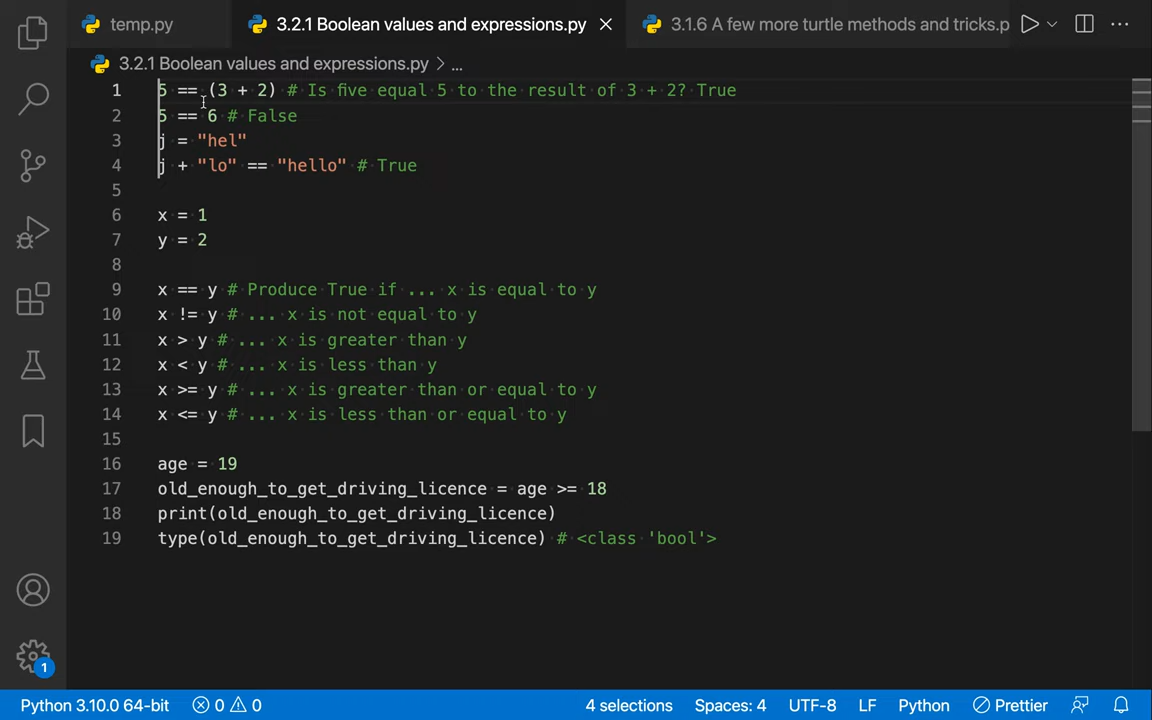 temp.py 3.2.1 Boolean values and expressions.py 3.1.6 A few more turtle methods and tricks.p
3.2.1 Boolean values and expressions.py > ...
1 5 == (3 + 2) # Is five equal 5 to the result of 3 + 2? True
2 5 == 6 # False
3 j = "hel"
4 j + "lo" == "hello" # True
5
6 x = 1
7 y = 2
8
9 x == y # Produce True if ... x is equal to y
10 x != y # ... x is not equal to y
11 x > y # ... x is greater than y
12 x < y # ... x is less than y
13 x >= y # ... x is greater than or equal to y
14 x <= y # ... x is less than or equal to y
15
16 age = 19
17 old_enough_to_get_driving_licence = age >= 18
18 print(old_enough_to_get_driving_licence)
19 type(old_enough_to_get_driving_licence) # <class 'bool'>
1
Python 3.10.0 64-bit 0 0 4 selections Spaces: 4 UTF-8 LF Python Prettier